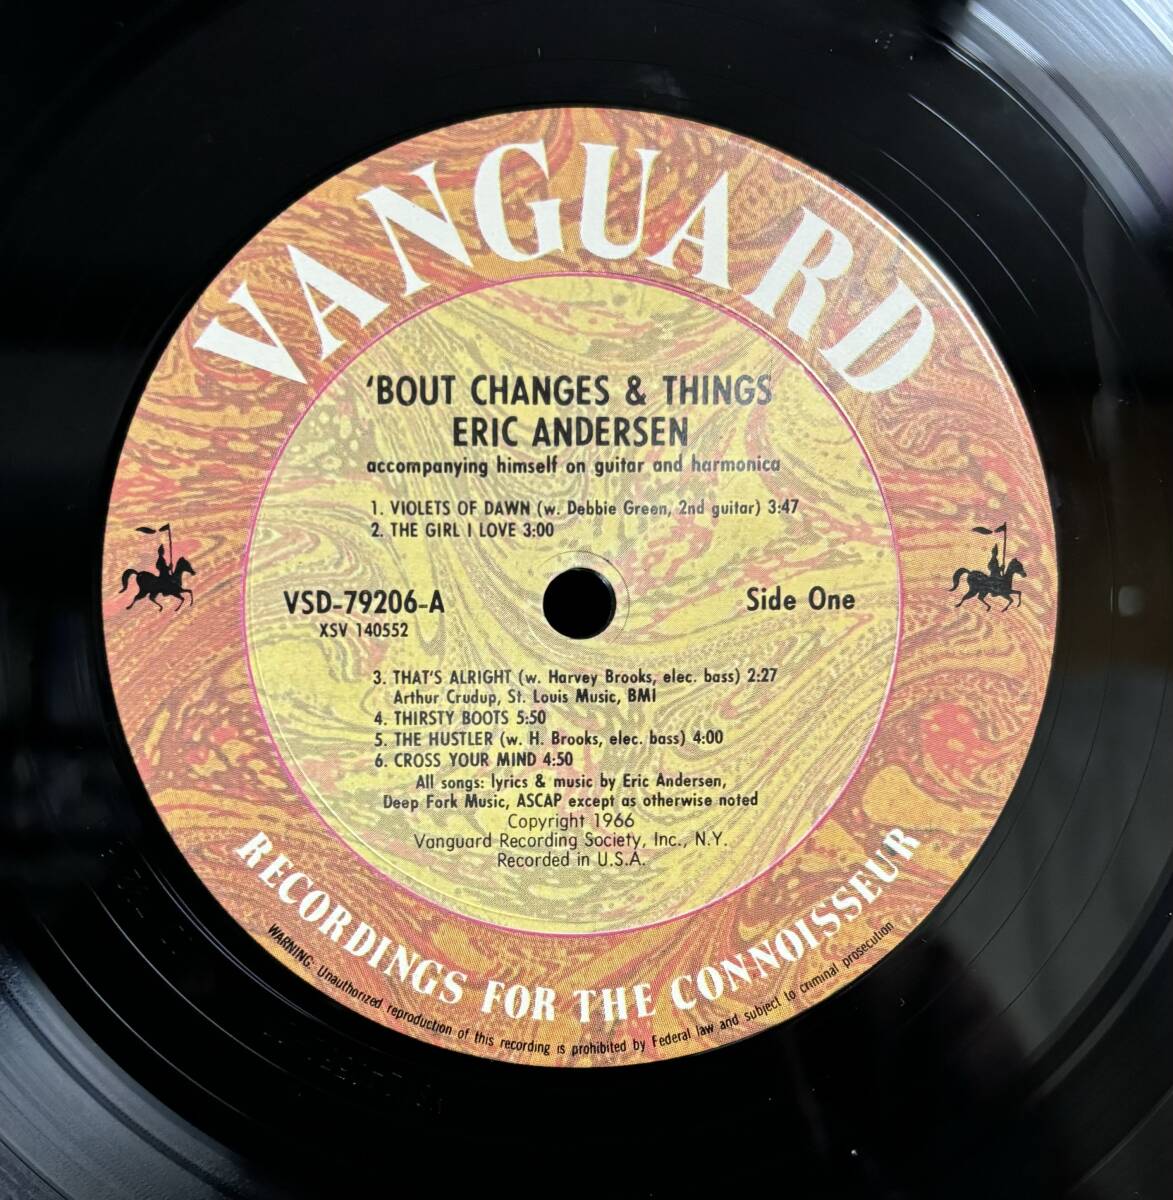 VANGUARD
'BOUT CHANGES & THINGS
ERIC ANDERSEN
accompanying himself on guitar and harmonica
1. VIOLETS OF DAWN (w. Debbie Green, 2nd guitar) 3:47
2. THE GIRL I LOVE 3:00
VSD-79206-A
XSV 140552
Side One
3. THAT'S ALRIGHT (w. Harvey Brooks, elec. bass) 2:27
Arthur Crudup, St. Louis Music, BMI
4. THIRSTY BOOTS 5:50
5. THE HUSTLER (w. H. Brooks, elec. bass) 4:00
6. CROSS YOUR MIND 4:50
All songs: lyrics & music by Eric Andersen,
Deep Fork Music, ASCAP except as otherwise noted
Copyright 1966
Vanguard Recording Society, Inc., N.Y.
Recorded in U.S.A.
RECORDINGS FOR THE CONNOISSEUR
WARNING: Unauthorized reproduction of this recording is prohibited by Federal law and subject to criminal prosecution